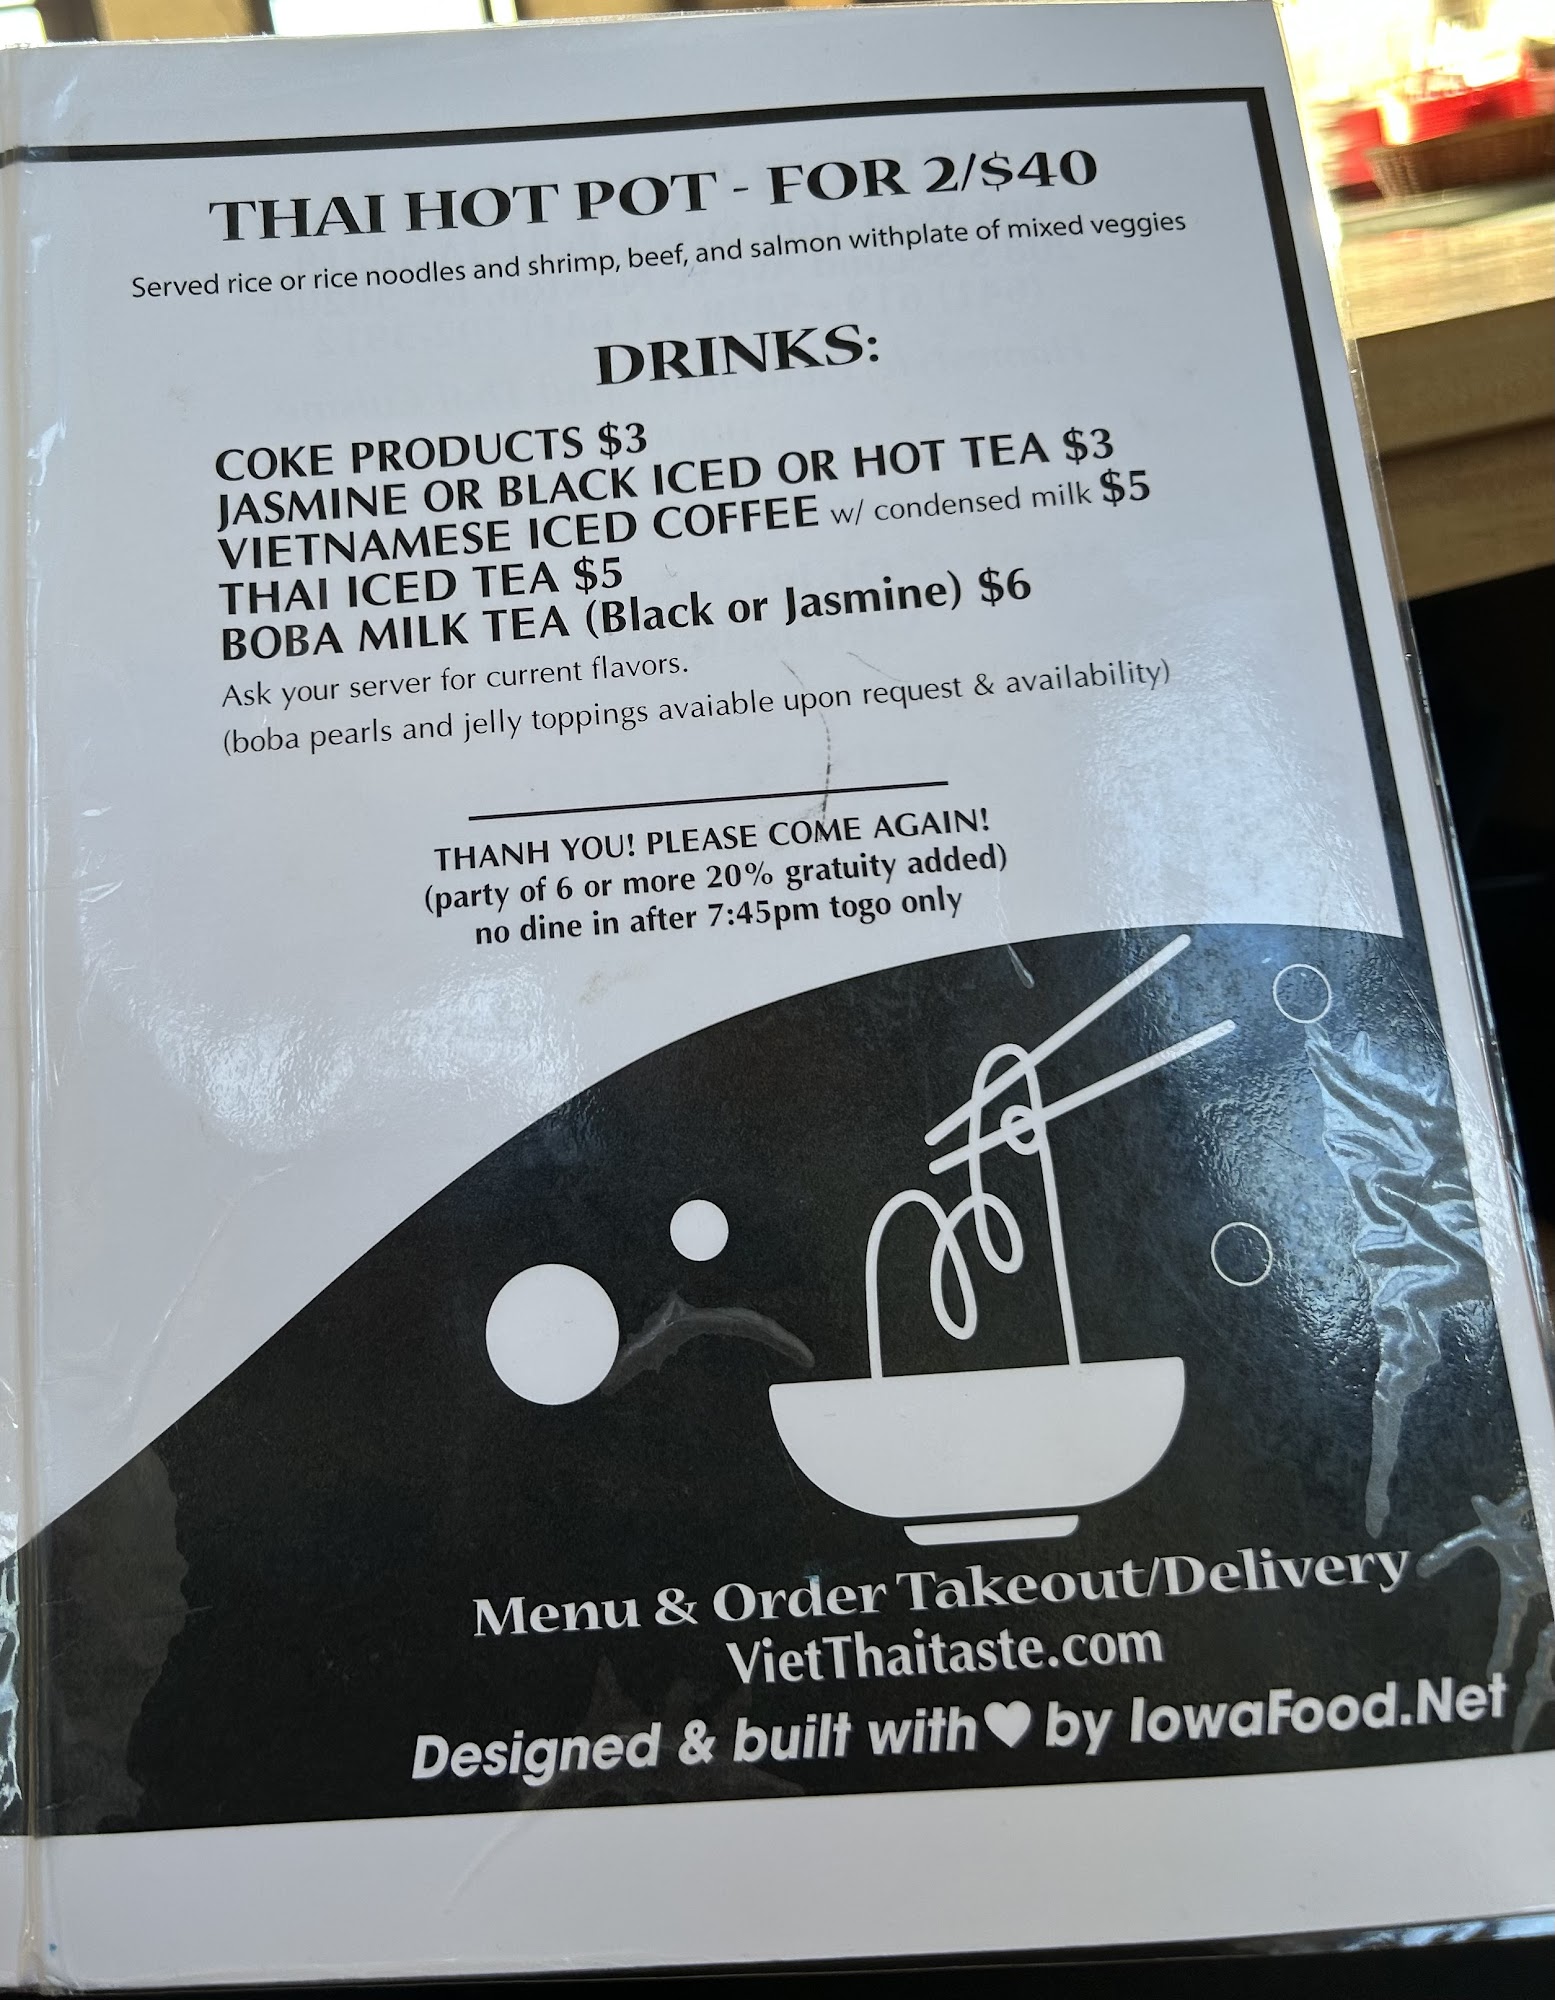 THAI HOT POT - FOR 2/$40
Served rice or rice noodles and shrimp, beef, and salmon withplate of mixed veggies
DRINKS:
COKE PRODUCTS $3
JASMINE OR BLACK ICED OR HOT TEA $3
VIETNAMESE ICED COFFEE w/ condensed milk $5
THAI ICED TEA $5
BOBA MILK TEA (Black or Jasmine) $6
Ask your server for current flavors.
(boba pearls and jelly toppings avaiable upon request & availability)
THANH YOU! PLEASE COME AGAIN!
(party of 6 or more 20% gratuity added)
no dine in after 7:45pm togo only
Menu & Order Takeout/Delivery
VietThaitaste.com
Designed & built with ♥ by IowaFood.Net